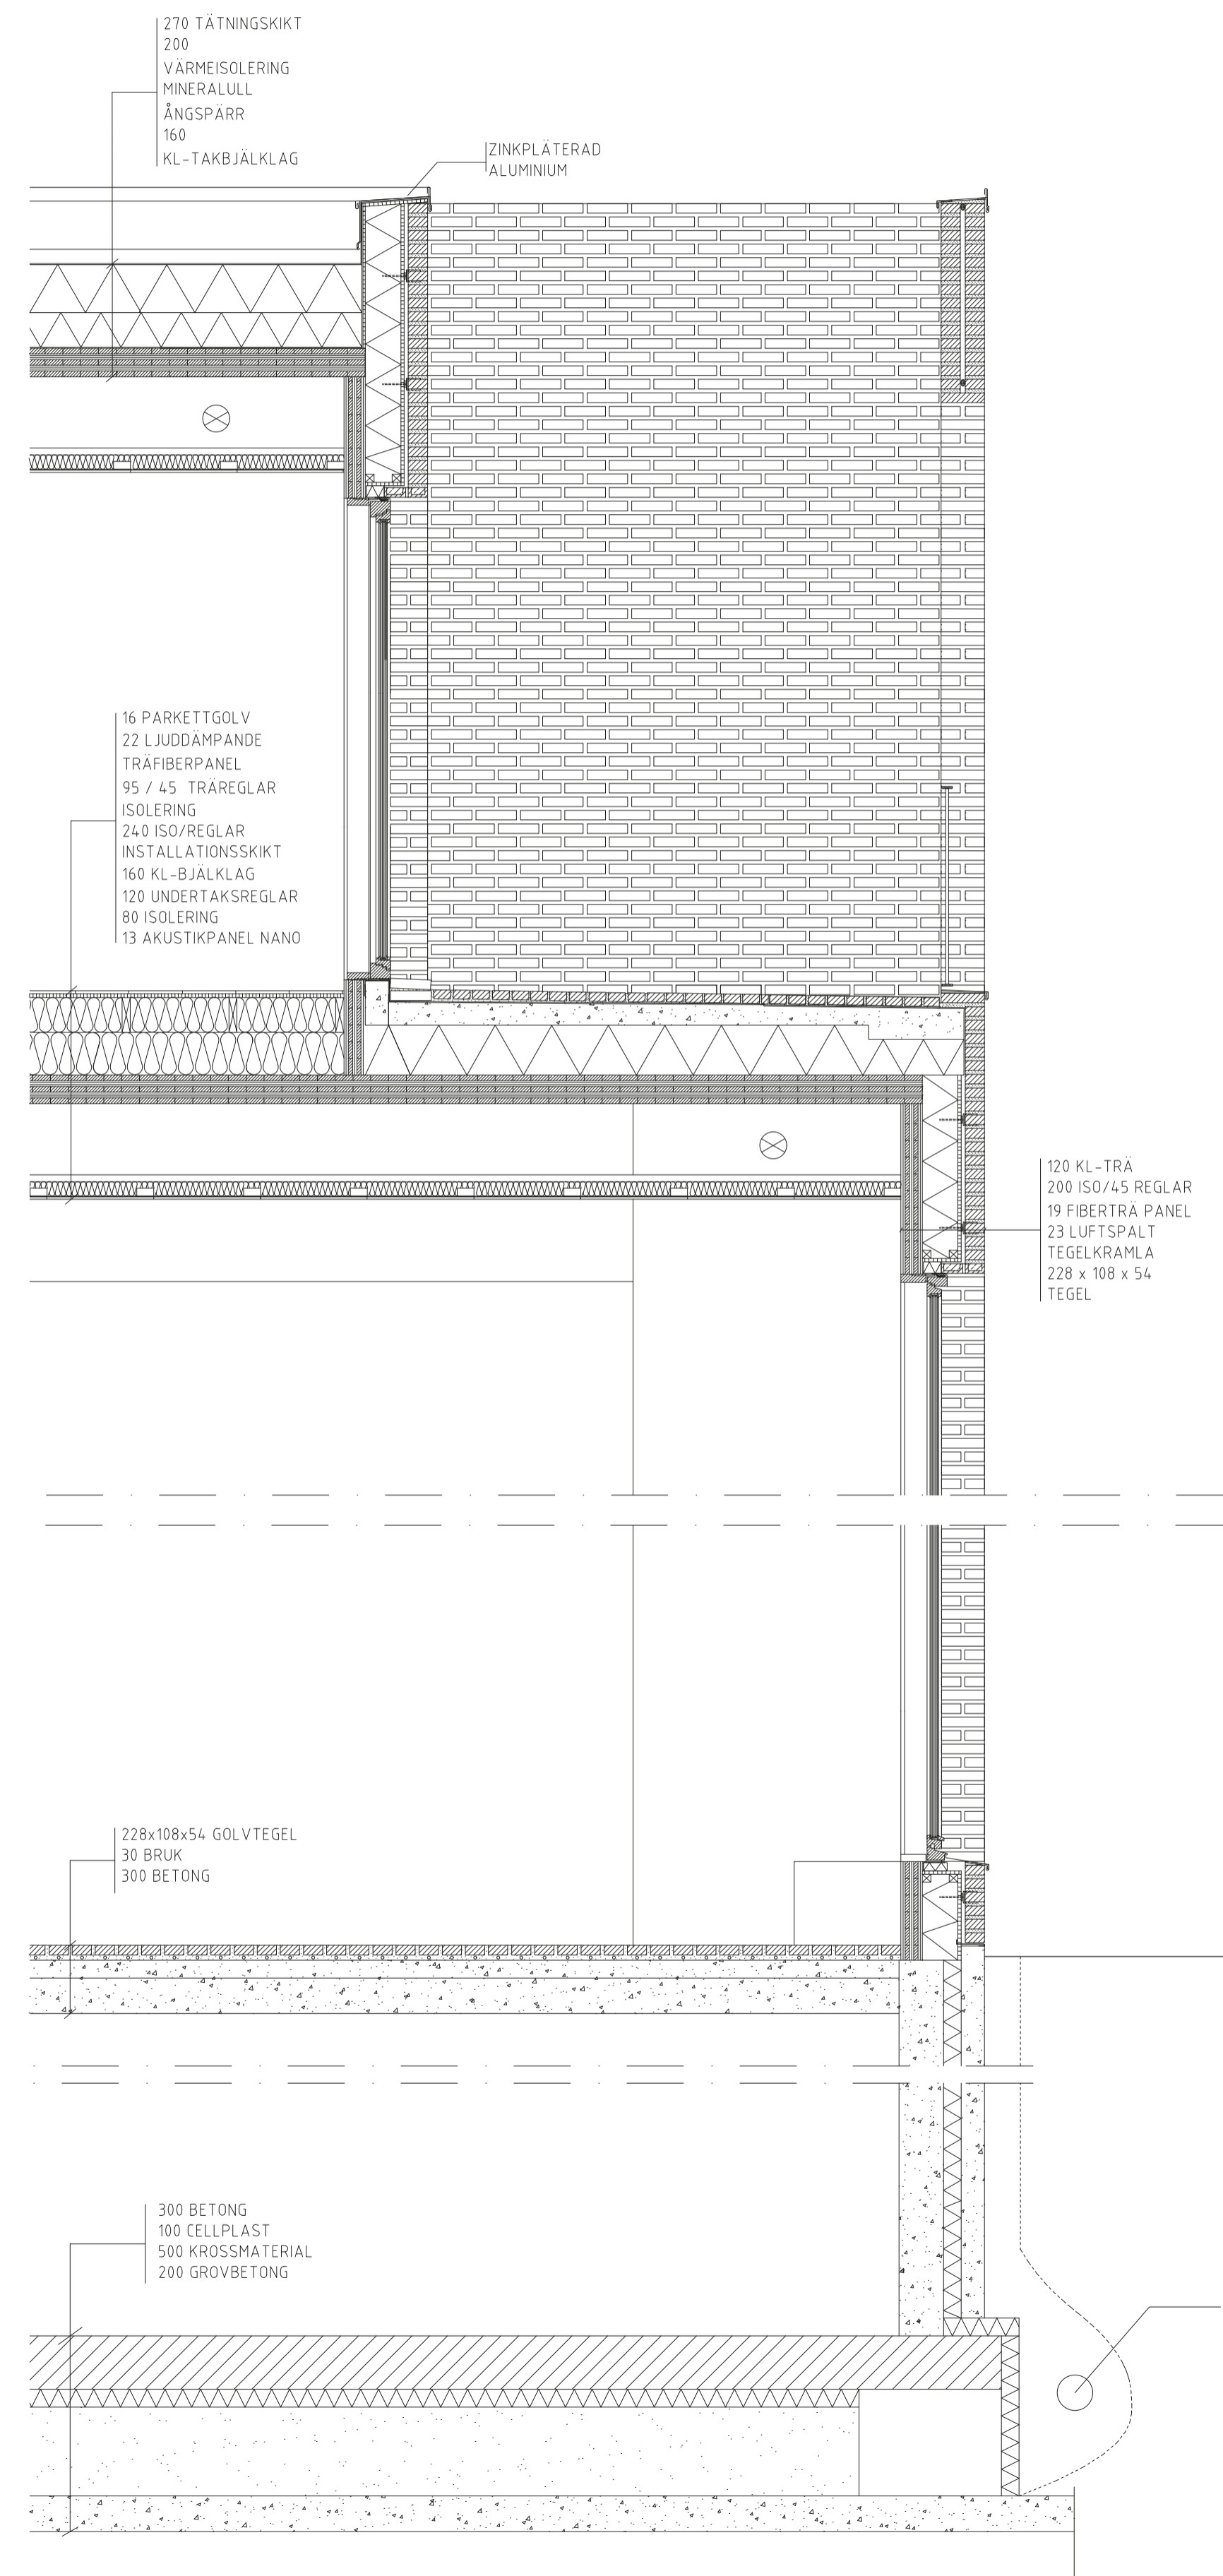 270 TÄTNINGSKIKT
200
VÄRMEISOLERING
MINERALULL
ÅNGSPÄRR
160
KL-TAKBJÄLKLAG
ZINKPLÄTERAD
ALUMINIUM
16 PARKETTGOLV
22 LJUDDÄMPANDE
TRÄFIBERPANEL
95 / 45 TRÄREGLAR
ISOLERING
240 ISO/REGLAR
INSTALLATIONSSKIKT
160 KL-BJÄLKLAG
120 UNDERTAKSREGLAR
80 ISOLERING
13 AKUSTIKPANEL NANO
120 KL-TRÄ
200 ISO/45 REGLAR
19 FIBERTRÄ PANEL
23 LUFTSPALT
TEGELKRAMLA
228 x 108 x 54
TEGEL
228x108x54 GOLVTEGEL
30 BRUK
300 BETONG
300 BETONG
100 CELLPLAST
500 KROSSMATERIAL
200 GROVBETONG